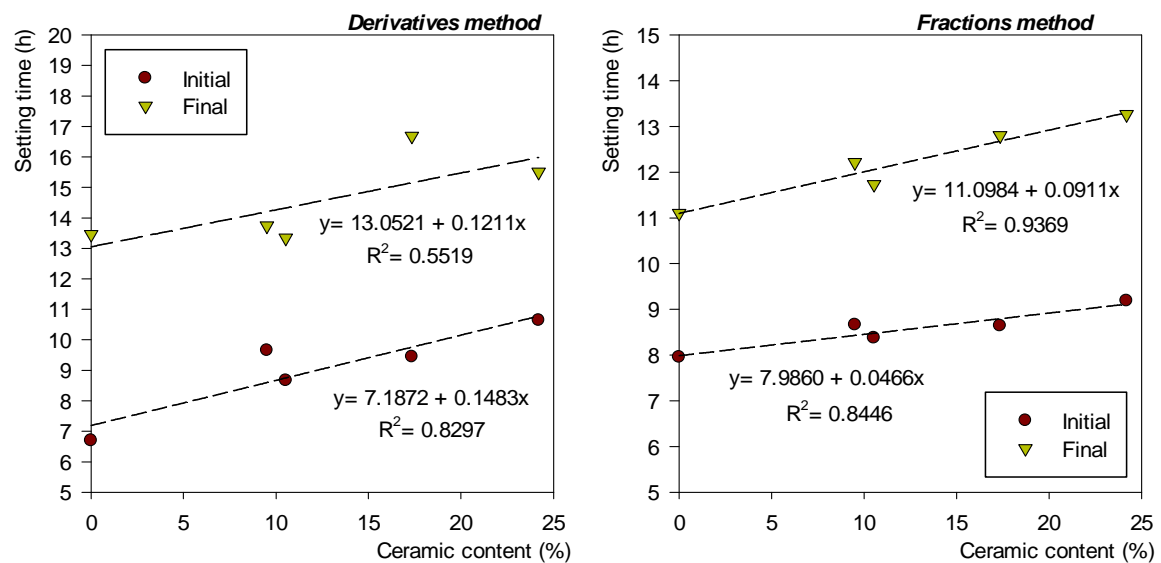 Derivatives method
Setting time (h)
20
19
18
17
16
15
14
13
12
11
10
9
8
7
6
5
Initial
Final
y= 13.0521 + 0.1211x
R²= 0.5519
y= 7.1872 + 0.1483x
R²= 0.8297
0 5 10 15 20 25
Ceramic content (%)
Fractions method
Setting time (h)
15
14
13
12
11
10
9
8
7
6
5
y= 11.0984 + 0.0911x
R²= 0.9369
y= 7.9860 + 0.0466x
R²= 0.8446
Initial
Final
0 5 10 15 20 25
Ceramic content (%)